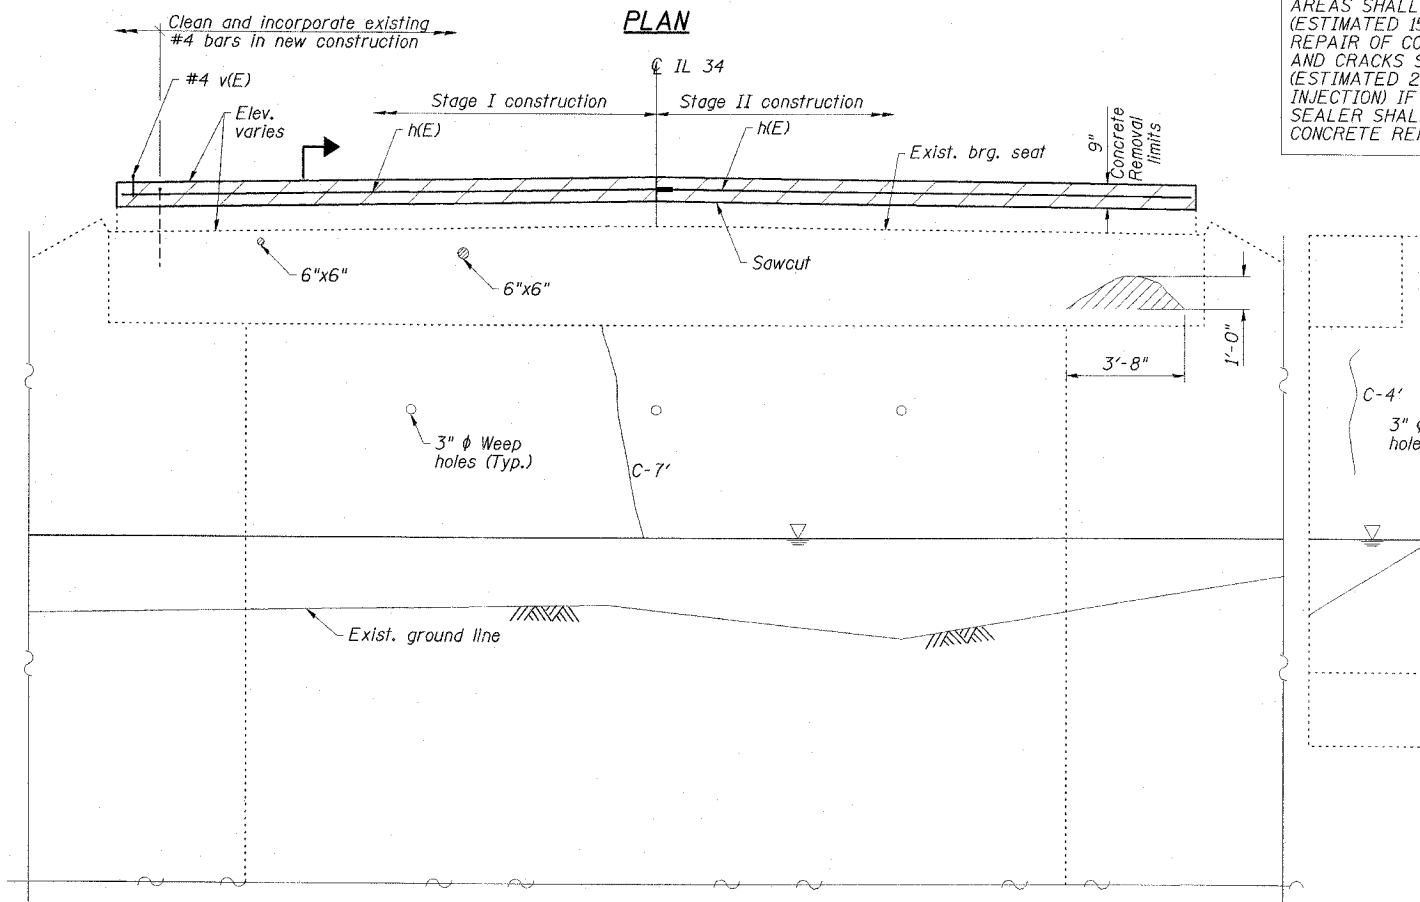 PLAN
Clean and incorporate existing
#4 bars in new construction
#4 v(E)
Elev.
varies
℄ IL 34
Stage I construction
Stage II construction
h(E)
h(E)
Exist. brg. seat
9"
Concrete
Removal
limits
AREAS SHALL
(ESTIMATED 15
REPAIR OF CO
AND CRACKS S
(ESTIMATED 2
INJECTION) IF
SEALER SHAL
CONCRETE RE
6"x6"
6"x6"
Sawcut
1'-0"
3'-8"
3" ϕ Weep
holes (Typ.)
C-7'
C-4'
3" ϕ
hole
Exist. ground line